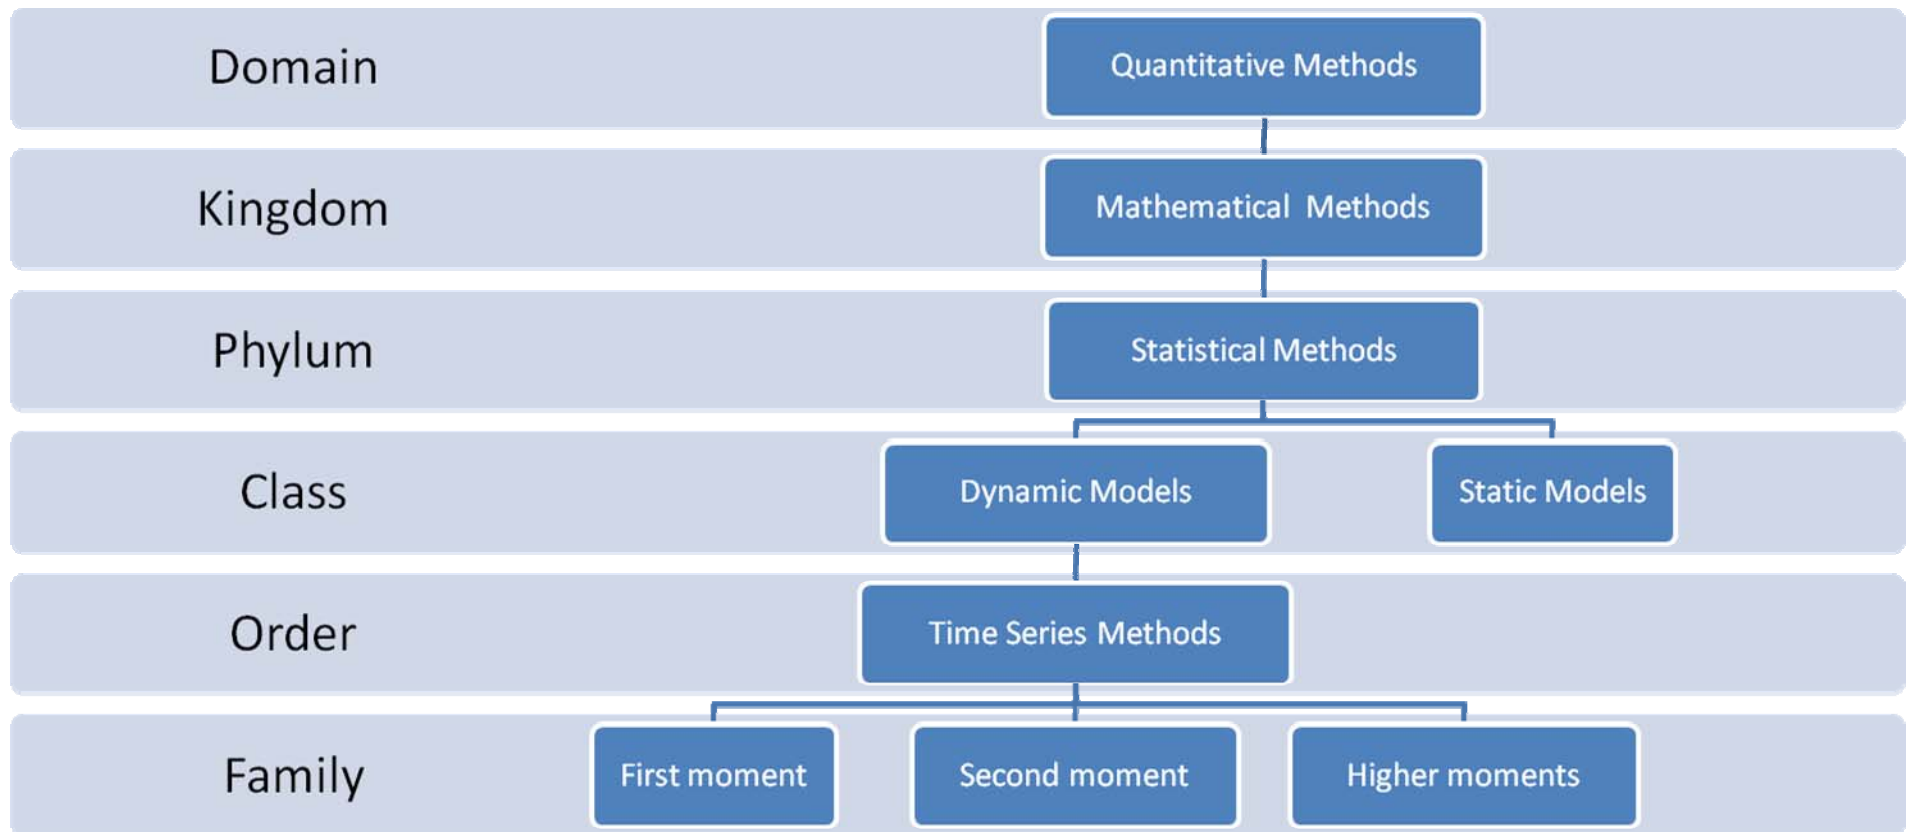 Domain
Quantitative Methods
Kingdom
Mathematical Methods
Phylum
Statistical Methods
Class
Dynamic Models
Static Models
Order
Time Series Methods
Family
First moment
Second moment
Higher moments